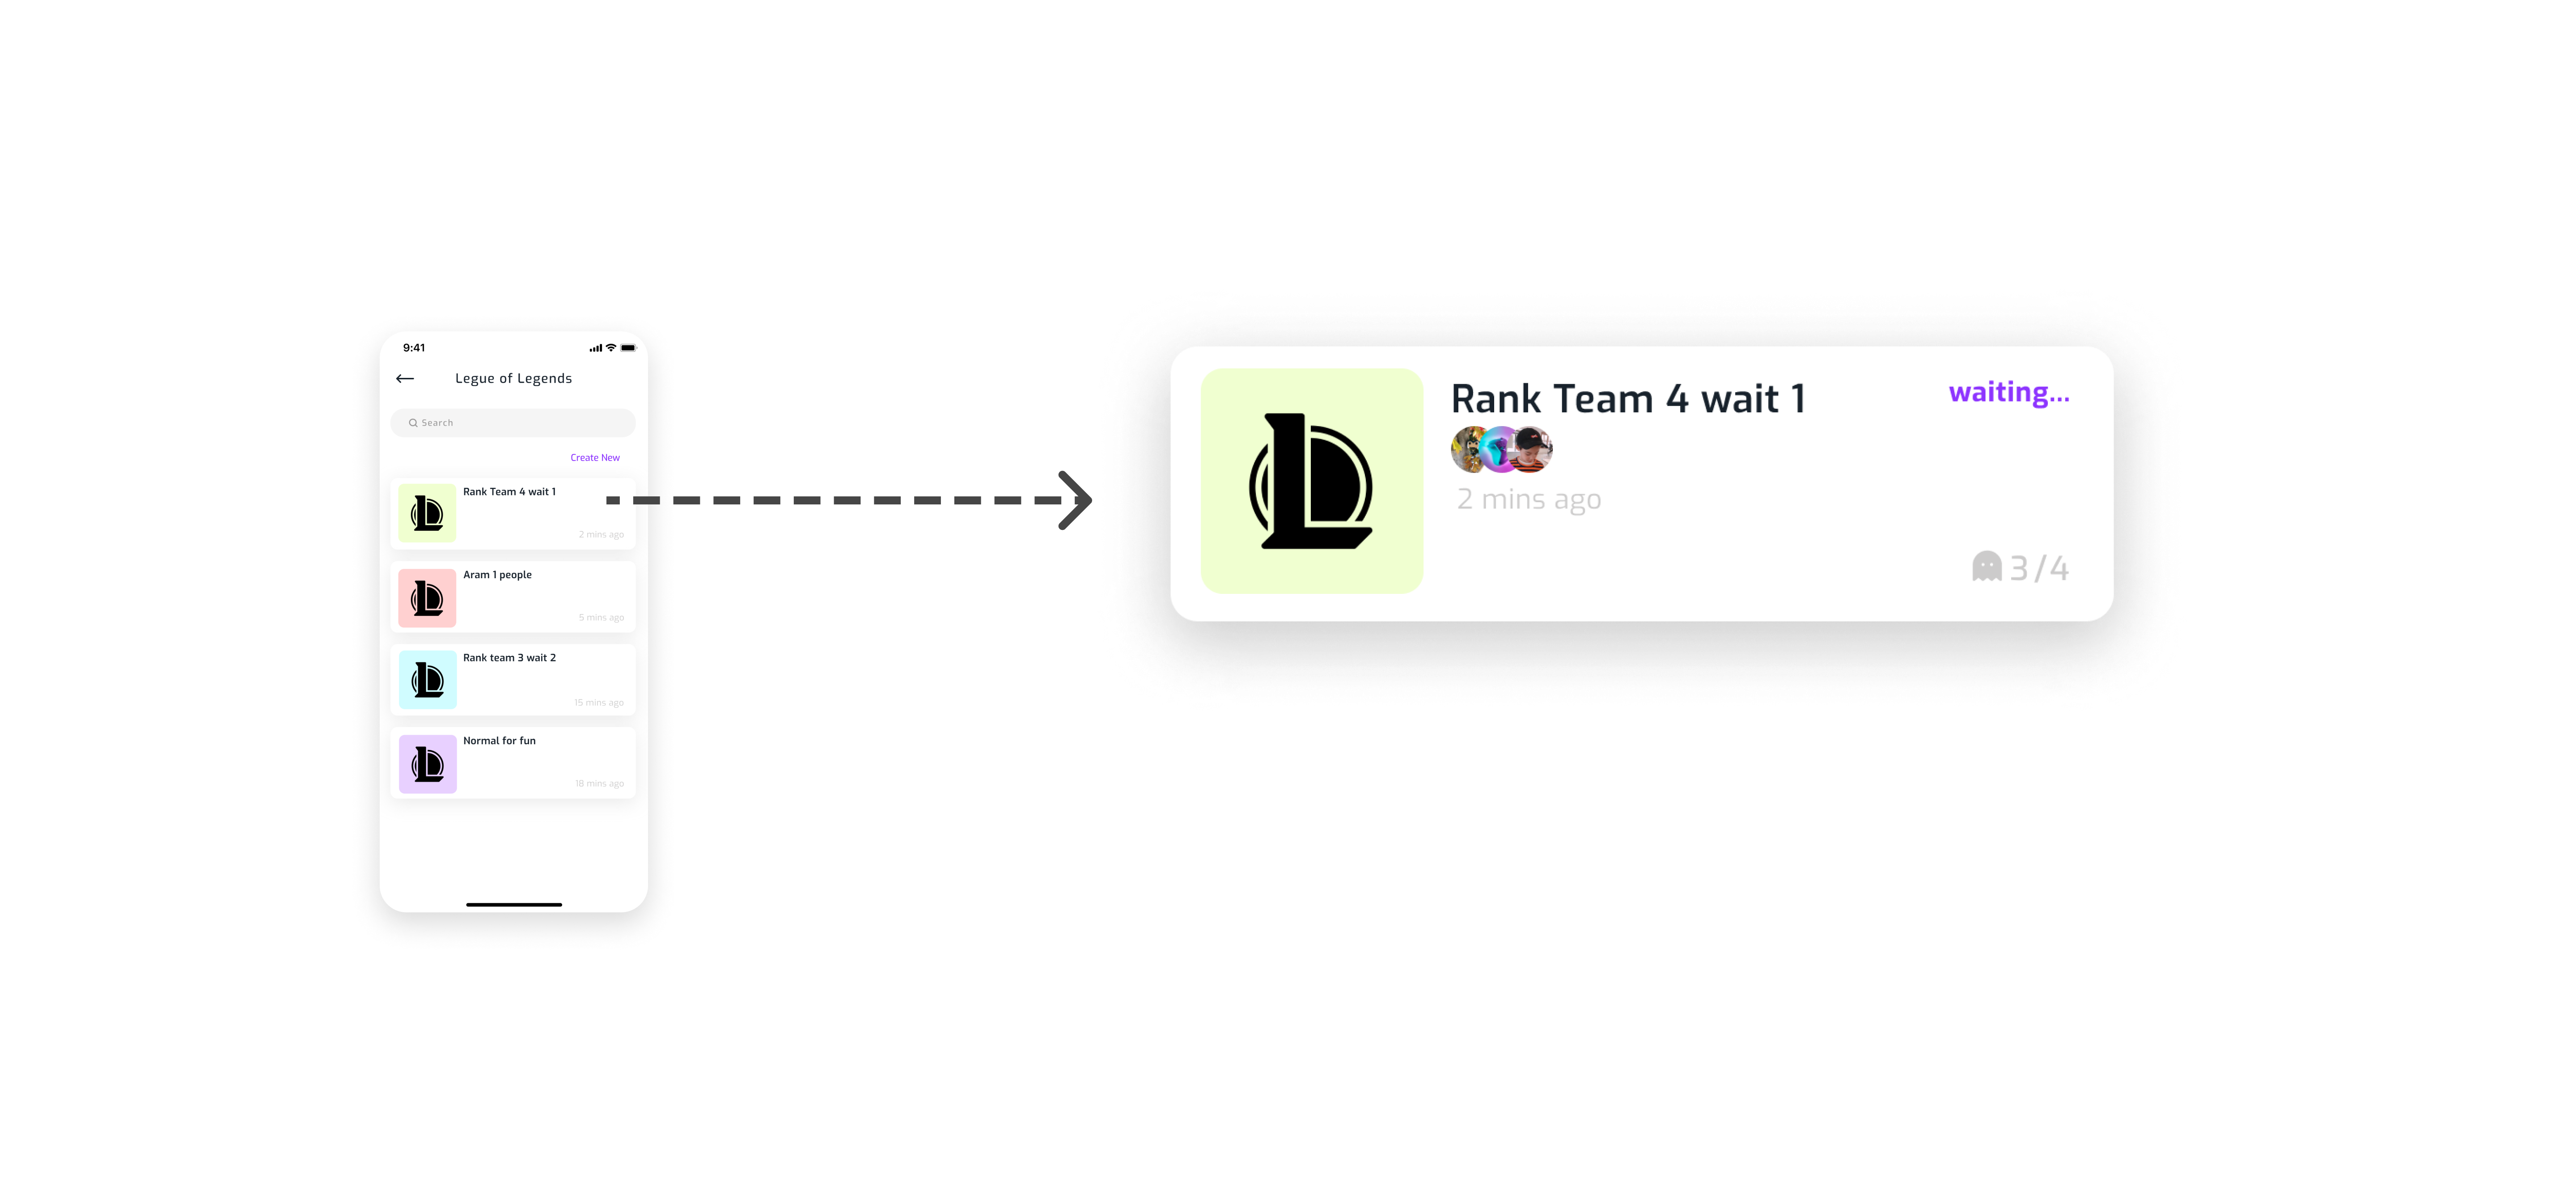 9:41
Legue of Legends
Search
Create New
Rank Team 4 wait 1
2 mins ago
Aram 1 people
5 mins ago
Rank team 3 wait 2
15 mins ago
Normal for fun
18 mins ago
Rank Team 4 wait 1
waiting...
2 mins ago
3/4